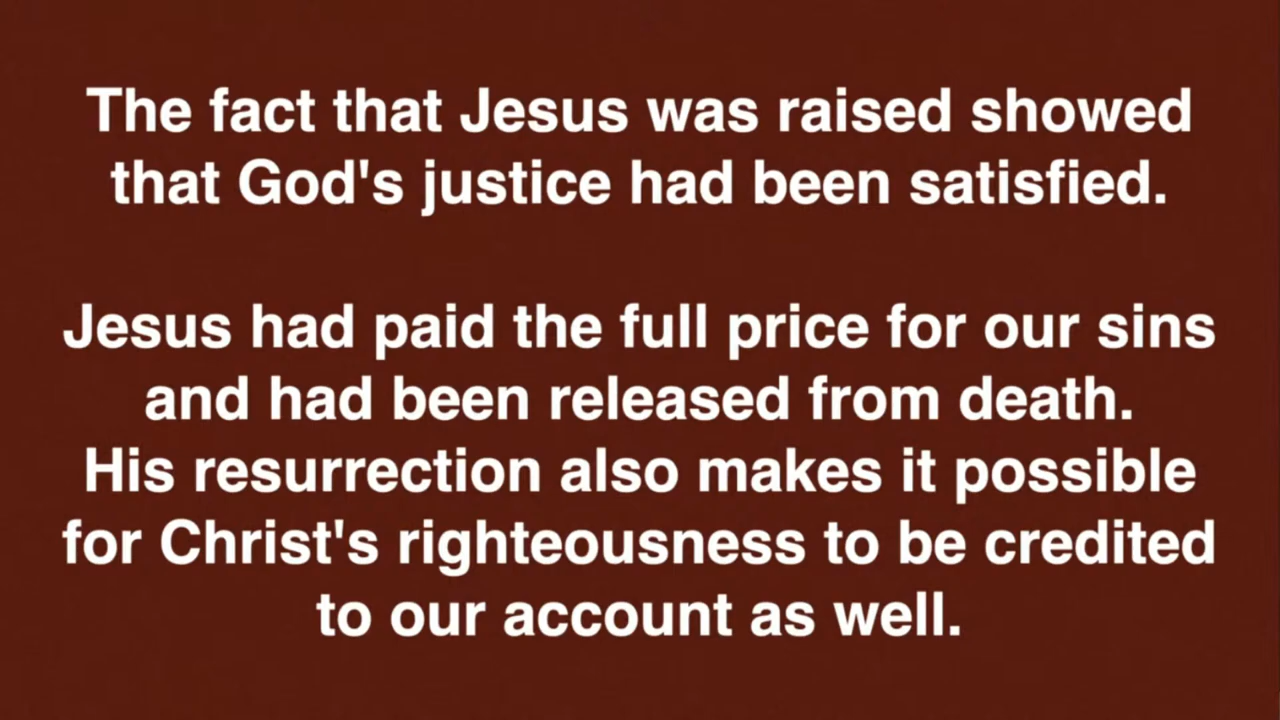 The fact that Jesus was raised showed
that God's justice had been satisfied.
Jesus had paid the full price for our sins
and had been released from death.
His resurrection also makes it possible
for Christ's righteousness to be credited
to our account as well.